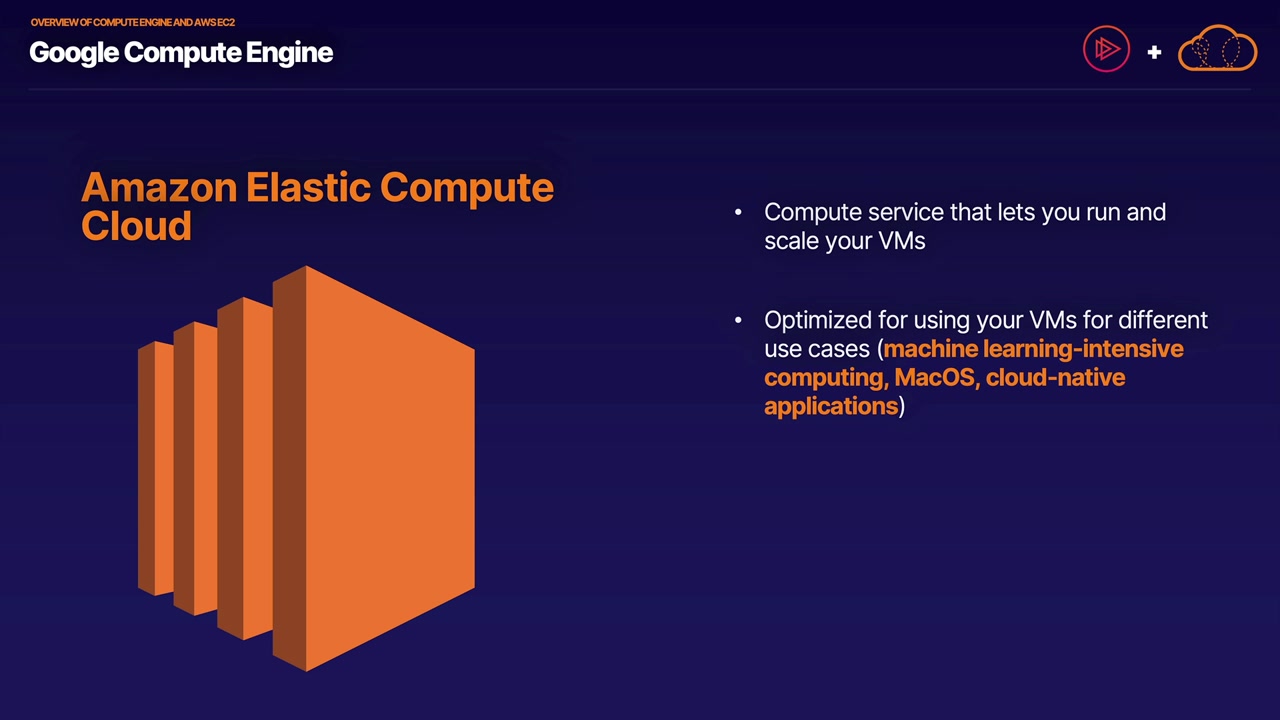 OVERVIEW OF COMPUTE ENGINE AND AWS EC2
Google Compute Engine
+
Amazon Elastic Compute
Cloud
• Compute service that lets you run and
scale your VMs
• Optimized for using your VMs for different
use cases (machine learning-intensive
computing, MacOS, cloud-native
applications)